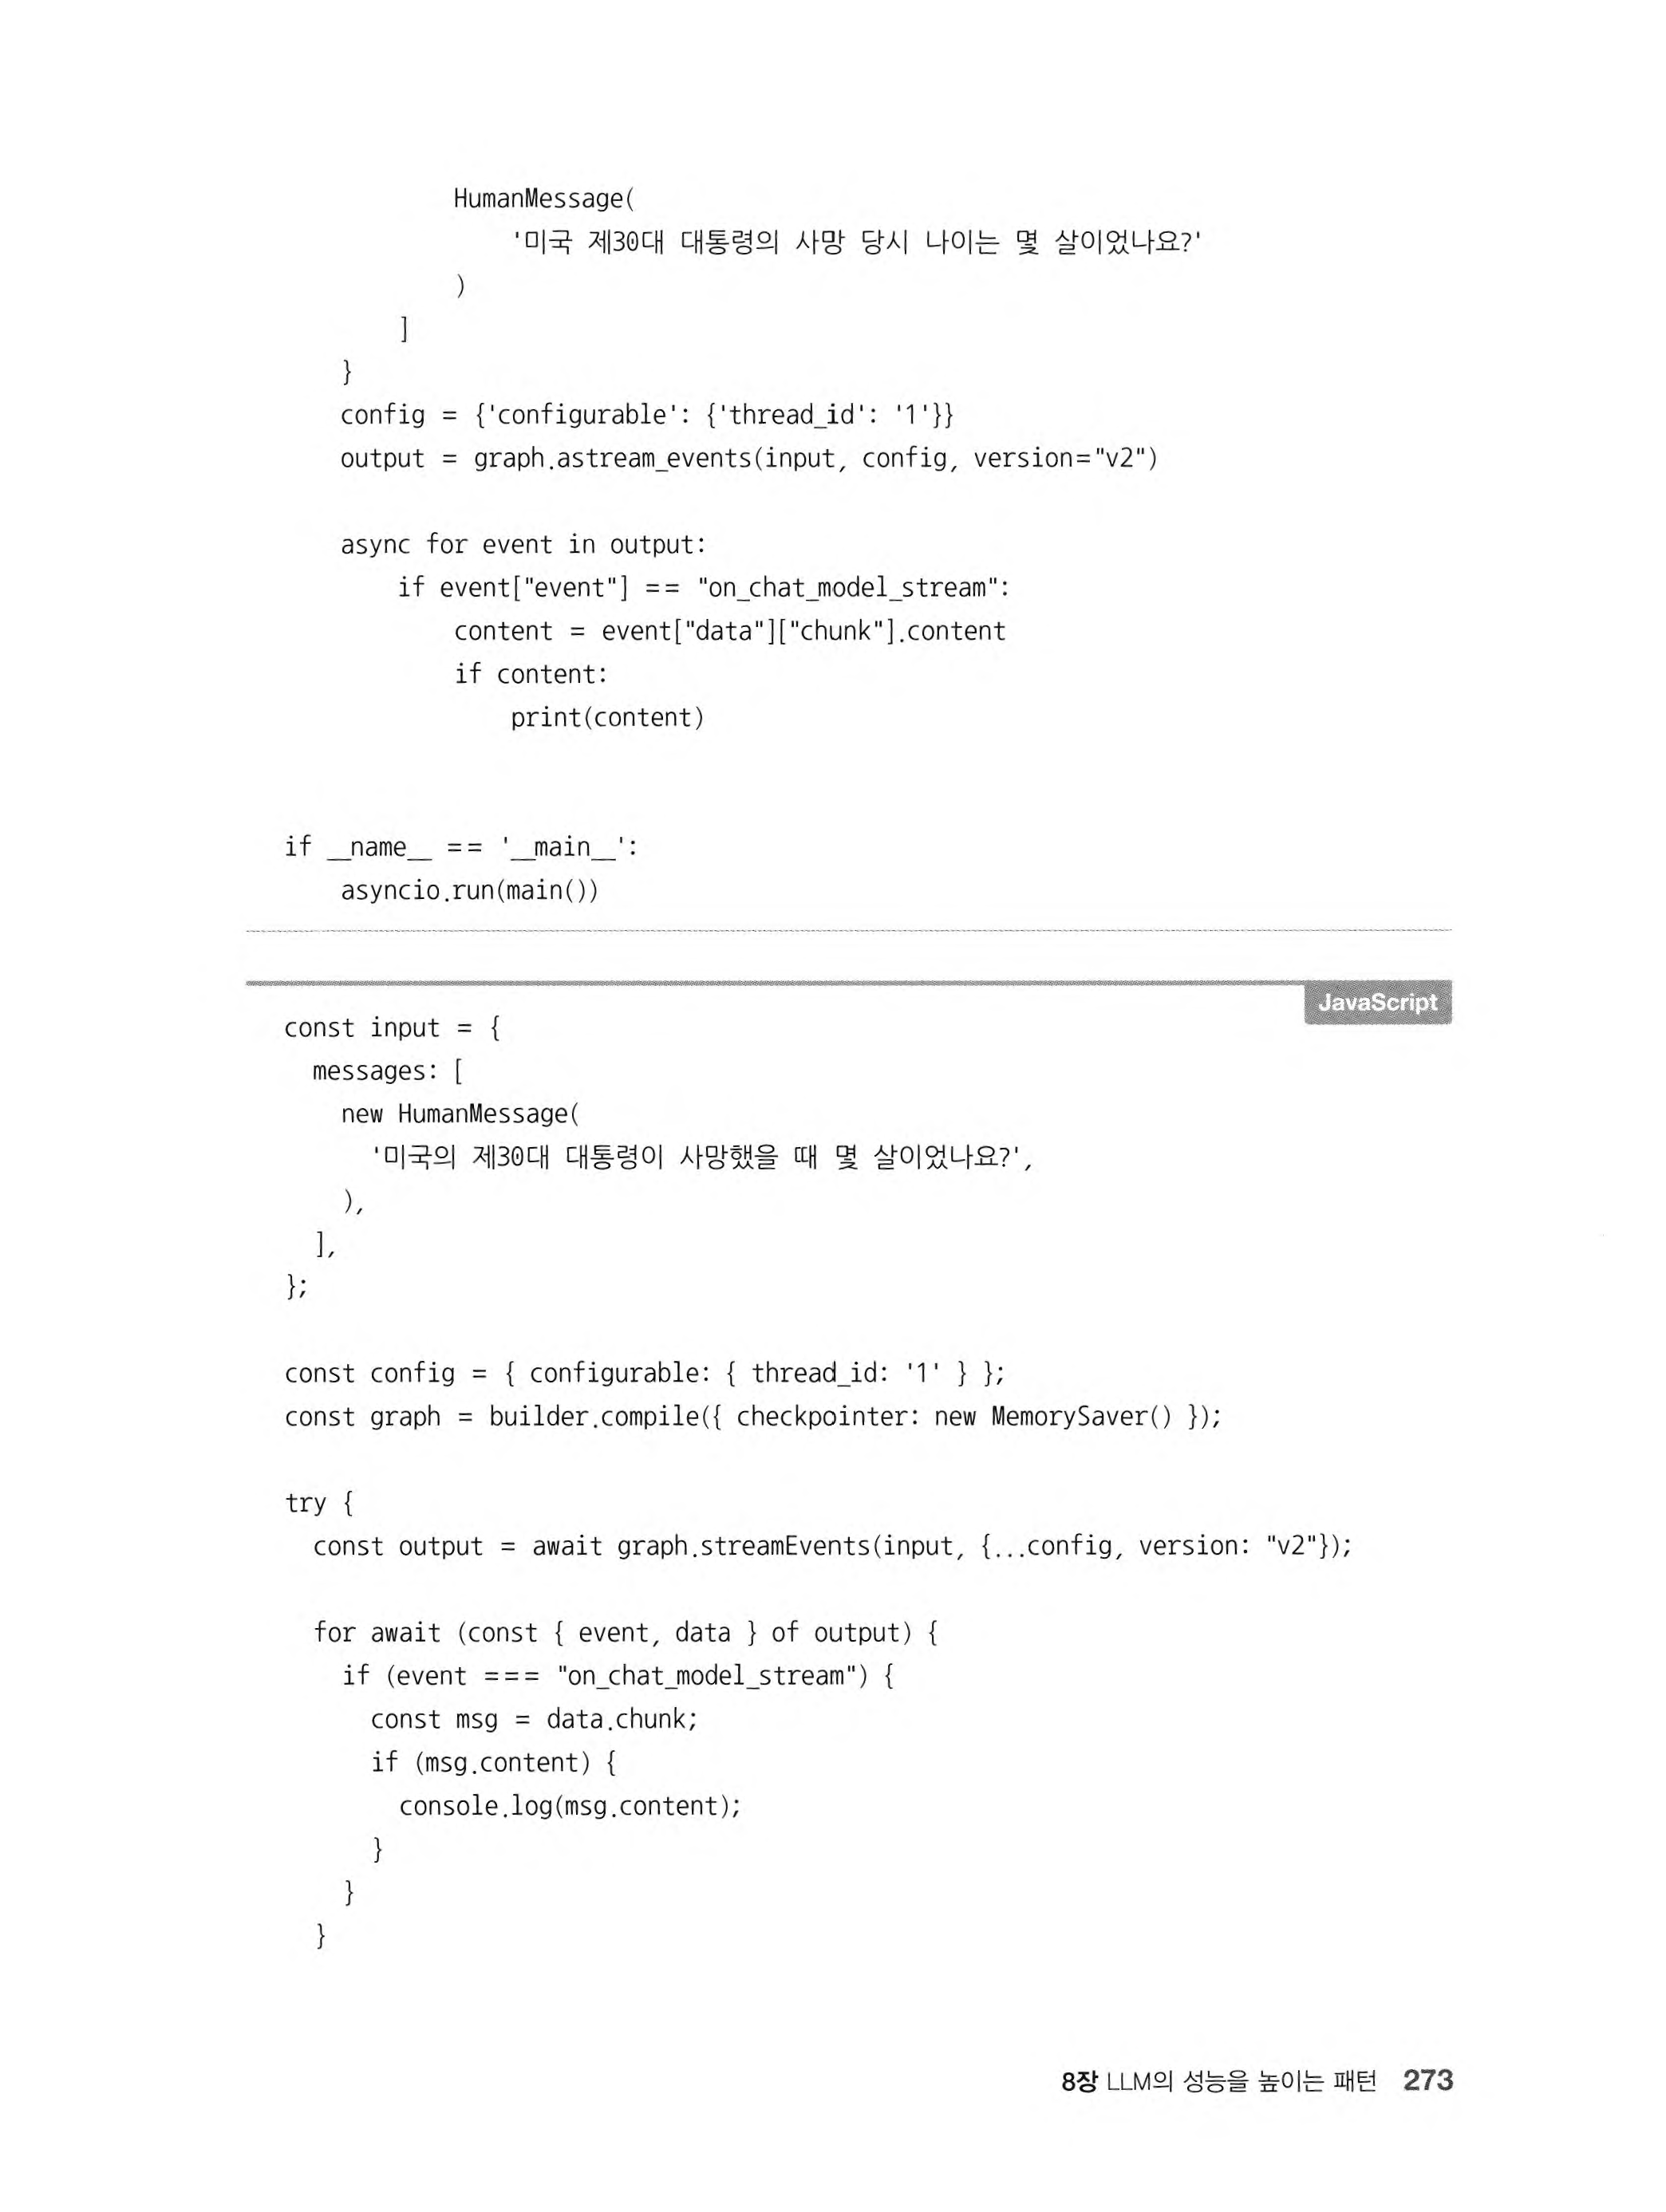 HumanMessage(
'미국 제30대 대통령의 사망 당시 나이는 몇 살이었나요?'
)
]
}
config = {'configurable': {'thread_id': '1'}}
output = graph.astream_events(input, config, version="v2")
async for event in output:
if event["event"] == "on_chat_model_stream":
content = event["data"]["chunk"].content
if content:
print(content)
if __name__ == '__main__':
asyncio.run(main())
JavaScript
const input = {
messages: [
new HumanMessage(
'미국의 제30대 대통령이 사망했을 때 몇 살이었나요?',
),
],
};
const config = { configurable: { thread_id: '1' } };
const graph = builder.compile({ checkpointer: new MemorySaver() });
try {
const output = await graph.streamEvents(input, {...config, version: "v2"});
for await (const { event, data } of output) {
if (event === "on_chat_model_stream") {
const msg = data.chunk;
if (msg.content) {
console.log(msg.content);
}
}
}
8장 LLM의 성능을 높이는 패턴 273